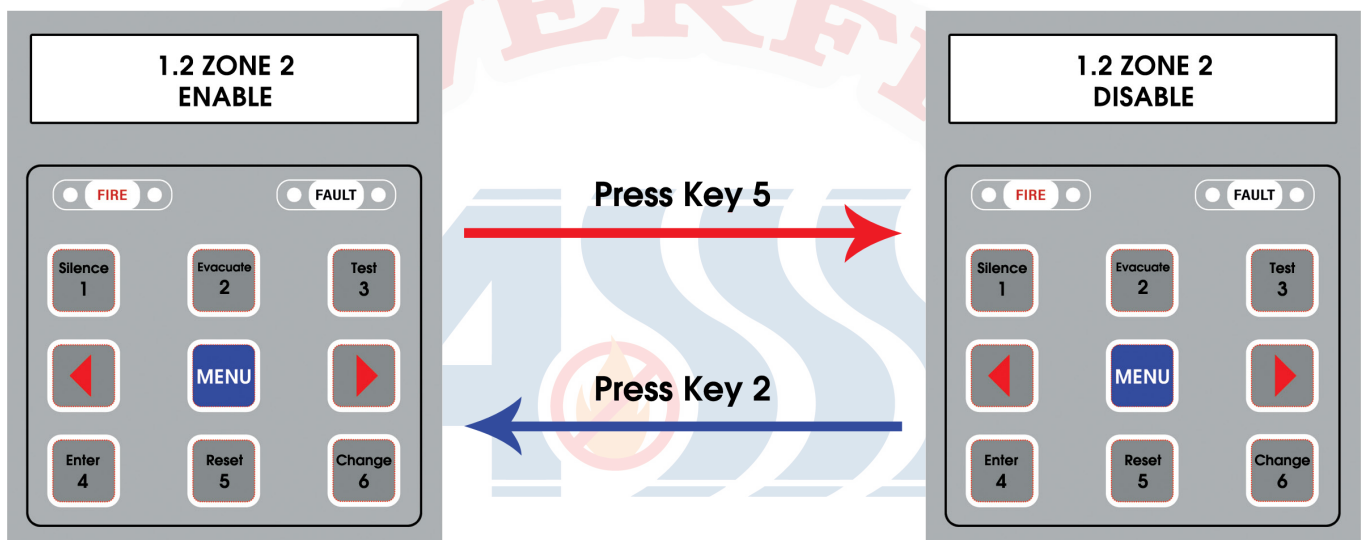 1.2 ZONE 2
ENABLE
FIRE
FAULT
Silence
1
Evacuate
2
Test
3
MENU
Enter
4
Reset
5
Change
6
Press Key 5
Press Key 2
1.2 ZONE 2
DISABLE
FIRE
FAULT
Silence
1
Evacuate
2
Test
3
MENU
Enter
4
Reset
5
Change
6